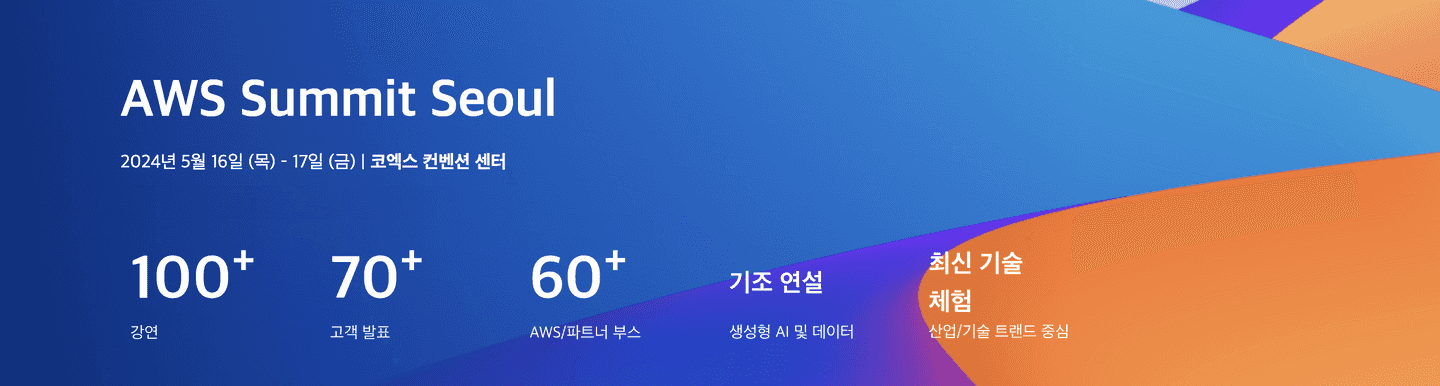 AWS Summit Seoul
2024년 5월 16일 (목) - 17일 (금) | 코엑스 컨벤션 센터
100+
강연
70+
고객 발표
60+
AWS/파트너 부스
기조 연설
생성형 AI 및 데이터
최신 기술
체험
산업/기술 트랜드 중심